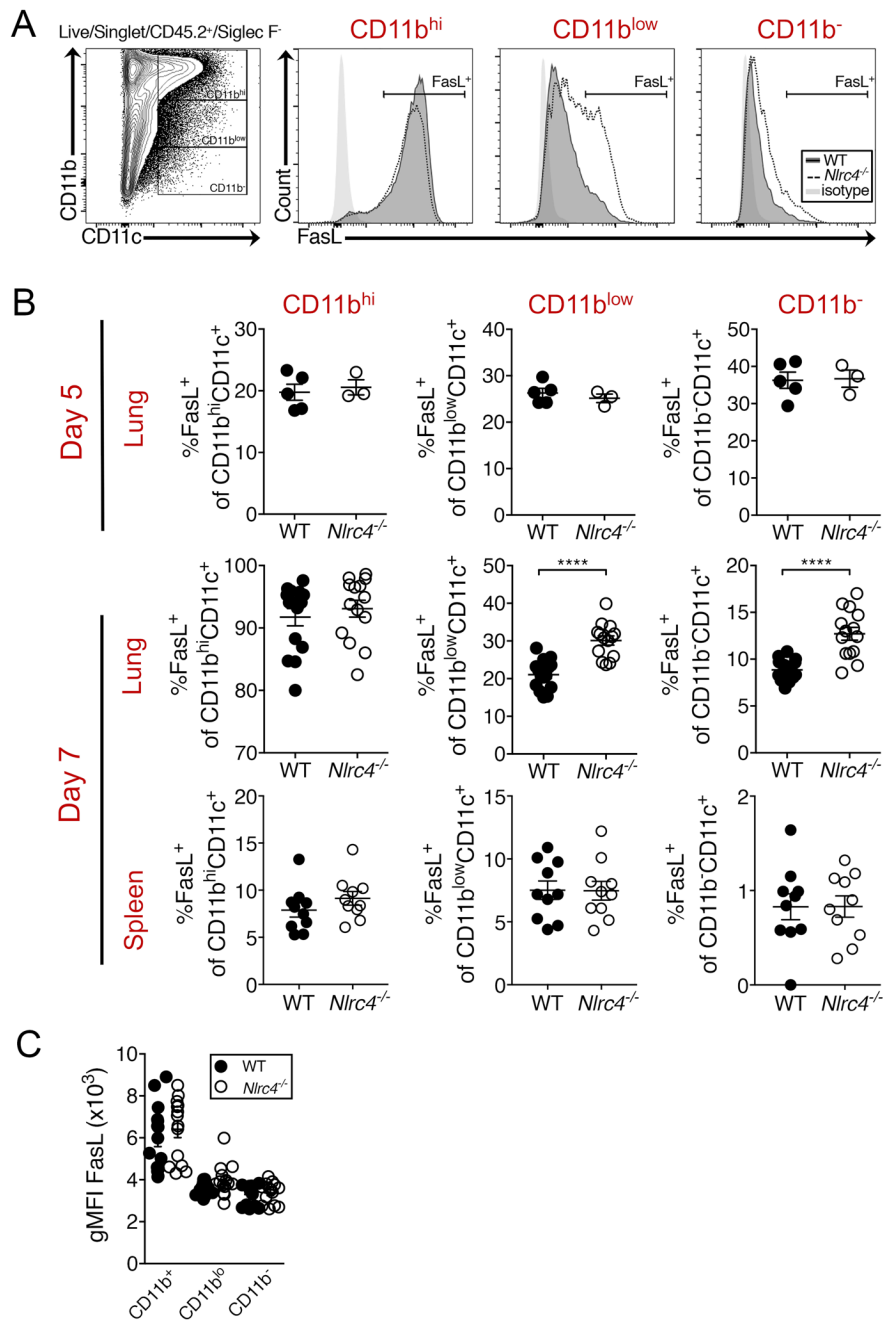 A
Live/Singlet/CD45.2⁺/Siglec F⁻
CD11bʰⁱ
CD11bˡᵒʷ
CD11b⁻
CD11b
CD11bʰⁱ
CD11bˡᵒʷ
CD11b⁻
CD11c
Count
FasL⁺
FasL⁺
FasL⁺
WT
Nlrc4⁻/⁻
isotype
FasL
B
CD11bʰⁱ
CD11bˡᵒʷ
CD11b⁻
Day 5
Lung
%FasL⁺
of CD11bʰⁱCD11c⁺
30
20
10
0
WT
Nlrc4⁻/⁻
%FasL⁺
of CD11bˡᵒʷCD11c⁺
40
30
20
10
0
WT
Nlrc4⁻/⁻
%FasL⁺
of CD11b⁻CD11c⁺
50
40
30
20
10
0
WT
Nlrc4⁻/⁻
Day 7
Lung
%FasL⁺
of CD11bʰⁱCD11c⁺
100
90
80
70
WT
Nlrc4⁻/⁻
%FasL⁺
of CD11bˡᵒʷCD11c⁺
50
40
30
20
10
0
****
WT
Nlrc4⁻/⁻
%FasL⁺
of CD11b⁻CD11c⁺
20
15
10
5
0
****
WT
Nlrc4⁻/⁻
Spleen
%FasL⁺
of CD11bʰⁱCD11c⁺
20
15
10
5
0
WT
Nlrc4⁻/⁻
%FasL⁺
of CD11bˡᵒʷCD11c⁺
15
10
5
0
WT
Nlrc4⁻/⁻
%FasL⁺
of CD11b⁻CD11c⁺
2
1
0
WT
Nlrc4⁻/⁻
C
gMFI FasL (x10³)
10
8
6
4
2
0
WT
Nlrc4⁻/⁻
CD11b⁺
CD11bˡᵒ
CD11b⁻